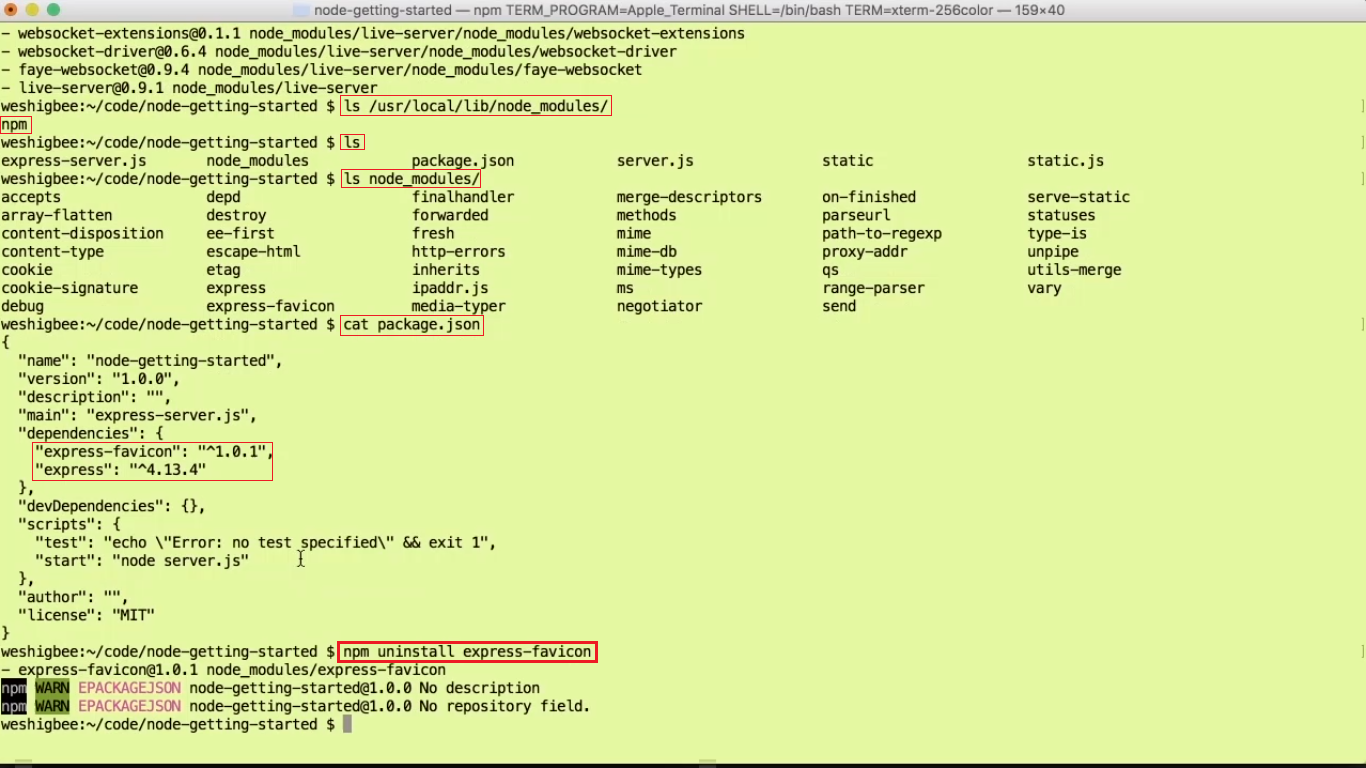 node-getting-started — npm TERM_PROGRAM=Apple_Terminal SHELL=/bin/bash TERM=xterm-256color — 159×40
- websocket-extensions@0.1.1 node_modules/live-server/node_modules/websocket-extensions
- websocket-driver@0.6.4 node_modules/live-server/node_modules/websocket-driver
- faye-websocket@0.9.4 node_modules/live-server/node_modules/faye-websocket
- live-server@0.9.1 node_modules/live-server
weshigbee:~/code/node-getting-started $ ls /usr/local/lib/node_modules/
npm
weshigbee:~/code/node-getting-started $ ls
express-server.js node_modules package.json server.js static static.js
weshigbee:~/code/node-getting-started $ ls node_modules/
accepts depd finalhandler merge-descriptors on-finished serve-static
array-flatten destroy forwarded methods parseurl statuses
content-disposition ee-first fresh mime path-to-regexp type-is
content-type escape-html http-errors mime-db proxy-addr unpipe
cookie etag inherits mime-types qs utils-merge
cookie-signature express ipaddr.js ms range-parser vary
debug express-favicon media-typer negotiator send
weshigbee:~/code/node-getting-started $ cat package.json
{
"name": "node-getting-started",
"version": "1.0.0",
"description": "",
"main": "express-server.js",
"dependencies": {
"express-favicon": "^1.0.1",
"express": "^4.13.4"
},
"devDependencies": {},
"scripts": {
"test": "echo \"Error: no test specified\" && exit 1",
"start": "node server.js"
},
"author": "",
"license": "MIT"
}
weshigbee:~/code/node-getting-started $ npm uninstall express-favicon
- express-favicon@1.0.1 node_modules/express-favicon
npm WARN EPACKAGEJSON node-getting-started@1.0.0 No description
npm WARN EPACKAGEJSON node-getting-started@1.0.0 No repository field.
weshigbee:~/code/node-getting-started $